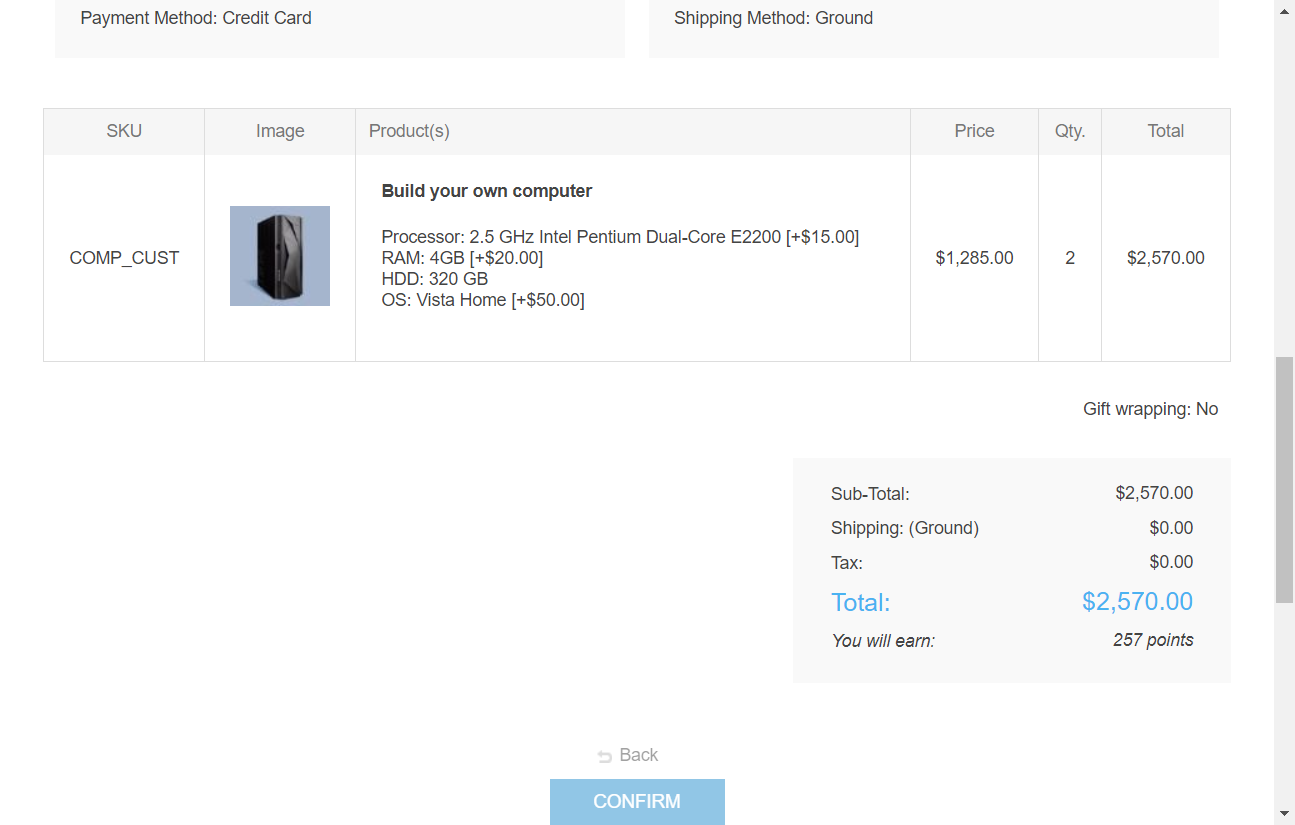 Payment Method: Credit Card
Shipping Method: Ground
SKU Image Product(s) Price Qty. Total
Build your own computer
Processor: 2.5 GHz Intel Pentium Dual-Core E2200 [+$15.00]
RAM: 4GB [+$20.00]
COMP_CUST $1,285.00 2 $2,570.00
HDD: 320 GB
OS: Vista Home [+$50.00]
Gift wrapping: No
Sub-Total: $2,570.00
Shipping: (Ground) $0.00
Tax: $0.00
Total: $2,570.00
You will earn: 257 points
Back
CONFIRM